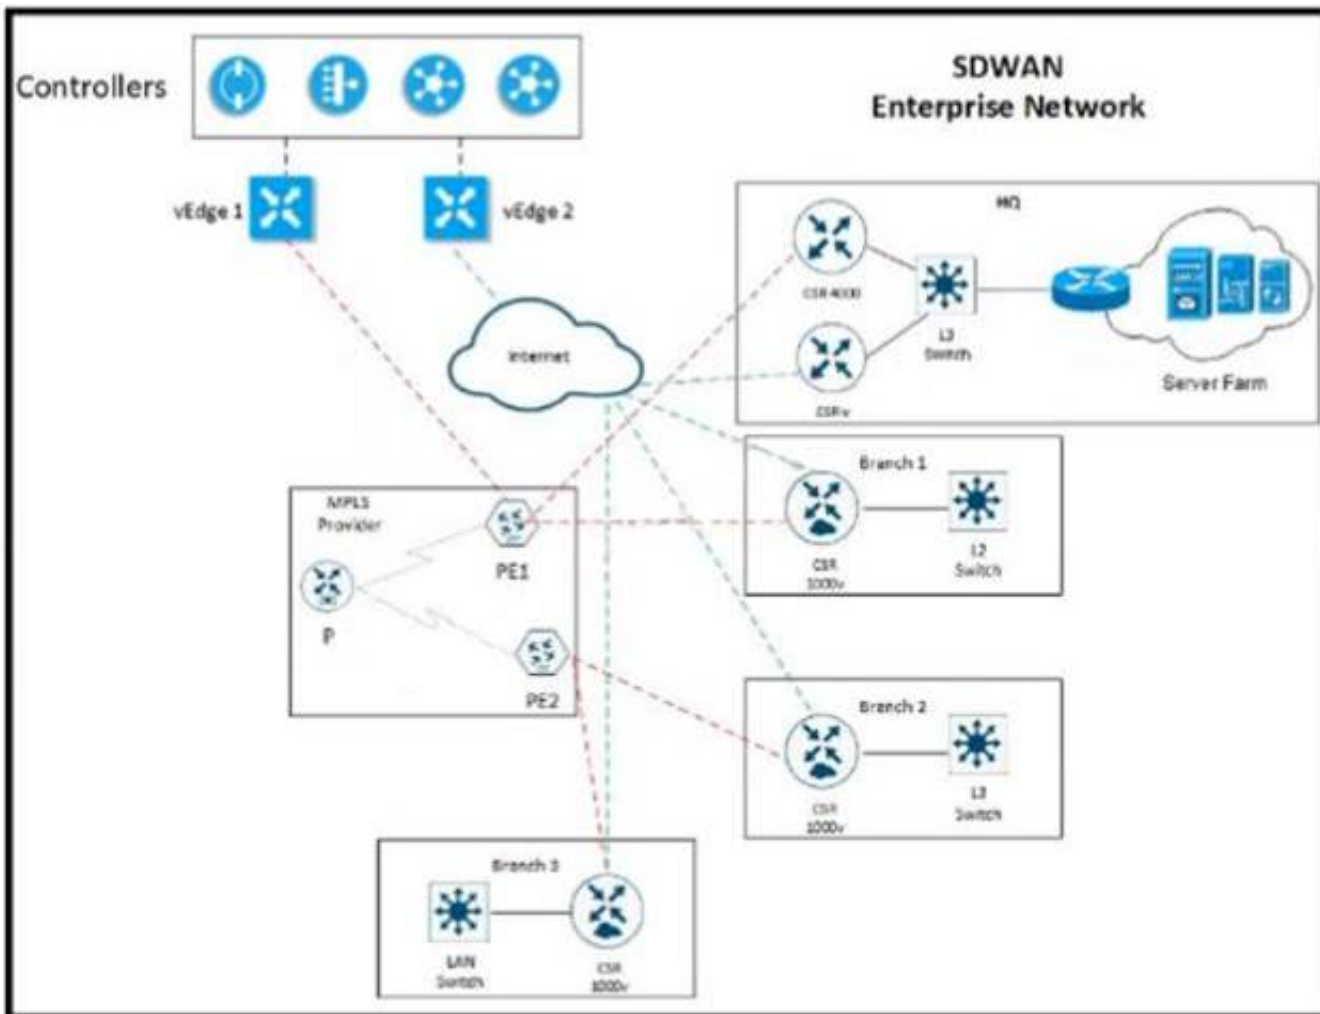 Controllers
SDWAN
Enterprise Network
vEdge 1
vEdge 2
HQ
CSR 4000
L3
Switch
Server Farm
Internet
CSR v
Branch 1
MPLS
Provider
PE1
CSR
1000v
L2
Switch
P
PE2
Branch 2
CSR
1000v
L3
Switch
Branch 3
LAN
Switch
CSR
1000v